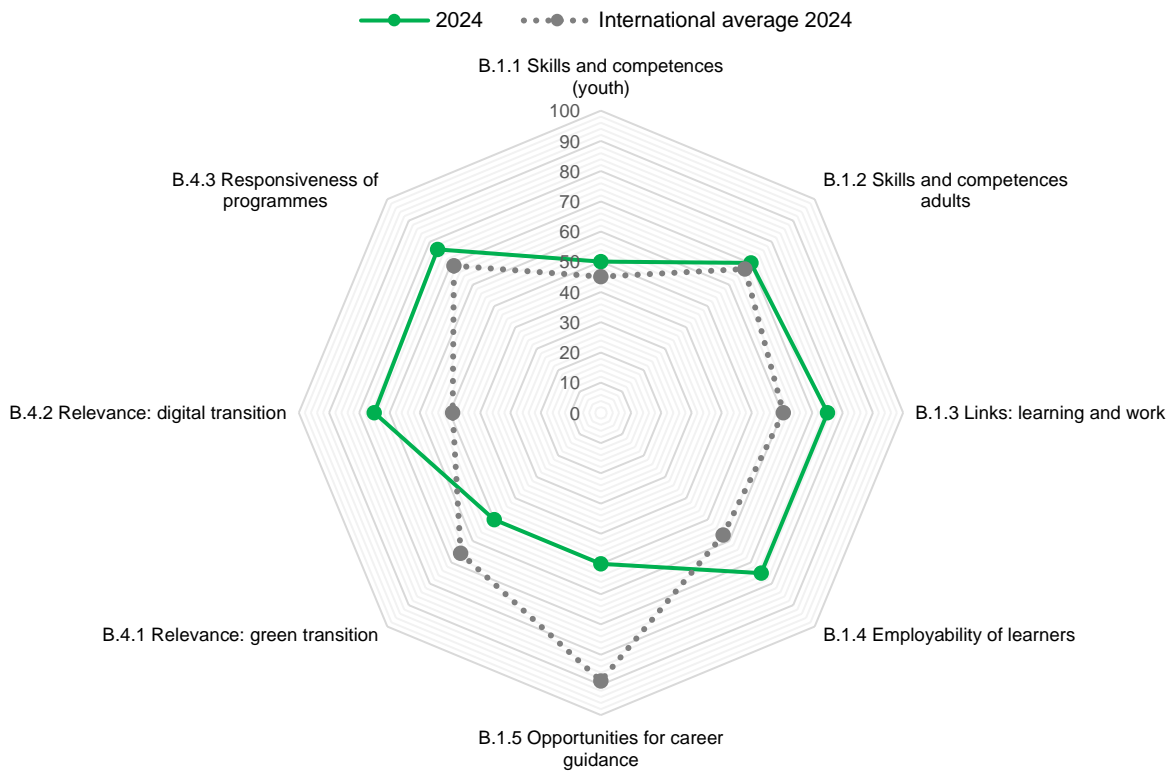 2024
International average 2024
B.1.1 Skills and competences
(youth)
100
90
80
70
60
50
40
30
20
10
0
B.1.2 Skills and competences
adults
B.1.3 Links: learning and work
B.1.4 Employability of learners
B.1.5 Opportunities for career
guidance
B.4.1 Relevance: green transition
B.4.2 Relevance: digital transition
B.4.3 Responsiveness of
programmes